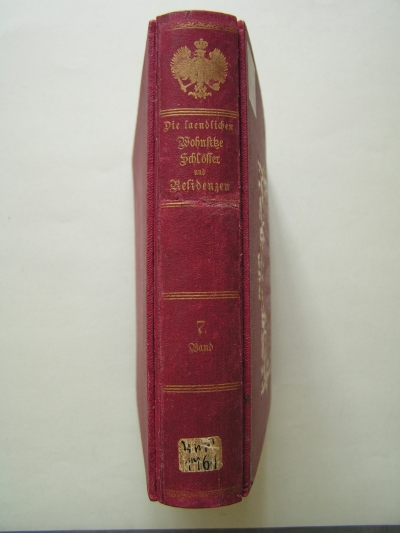 Die laendlichen
Wohnsitze
Schlösser
und
Residenzen
7.
Band